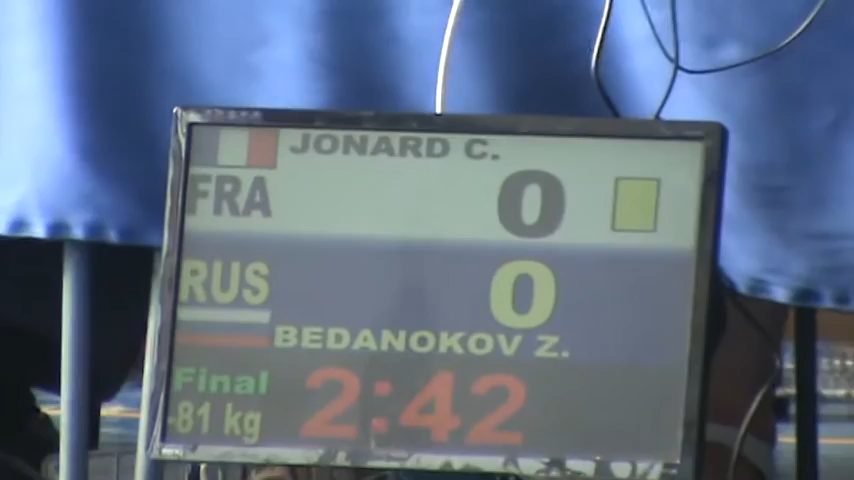 JONARD C.
FRA 0
RUS 0
BEDANOKOV Z.
Final
-81 kg
2:42